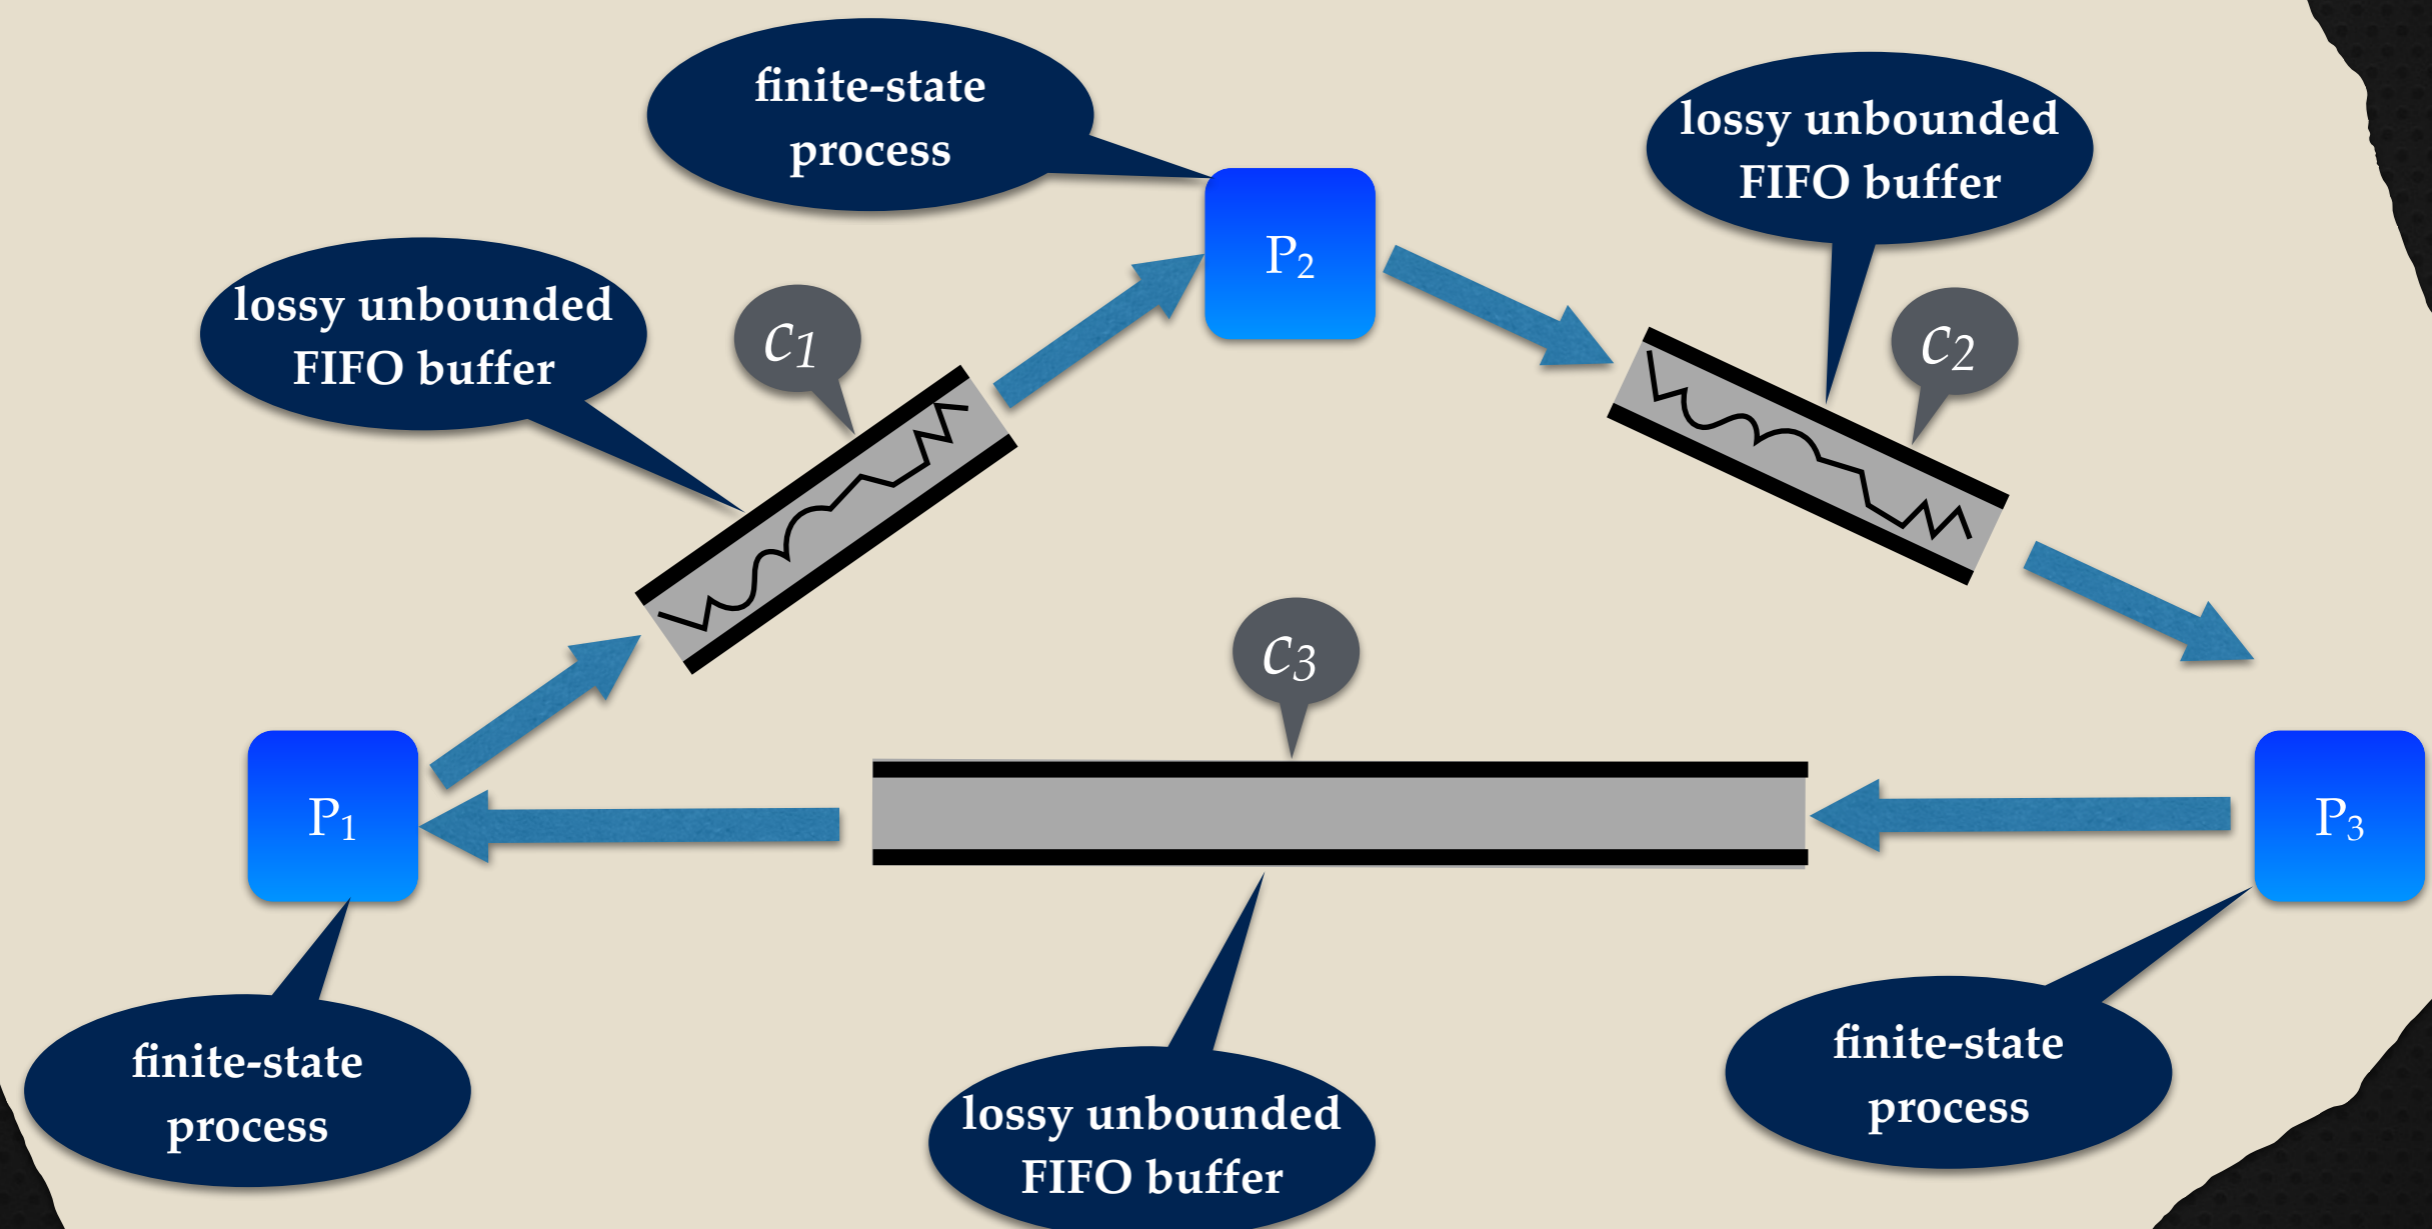 finite-state
process
lossy unbounded
FIFO buffer
P₂
lossy unbounded
FIFO buffer
c₁
c₂
c₃
P₁
P₃
finite-state
process
lossy unbounded
FIFO buffer
finite-state
process